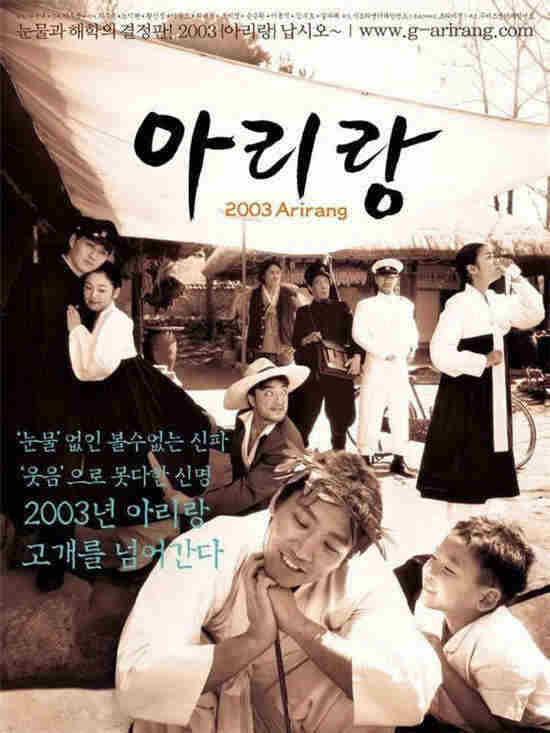 눈물과 해학의 결정판! 2003 [아리랑] 납시오~ | www.g-arirang.com
아리랑
2003 Arirang
‘눈물’ 없인 볼수없는 신파
‘웃음’으로 못다한 신명
2003년 아리랑
고개를 넘어간다